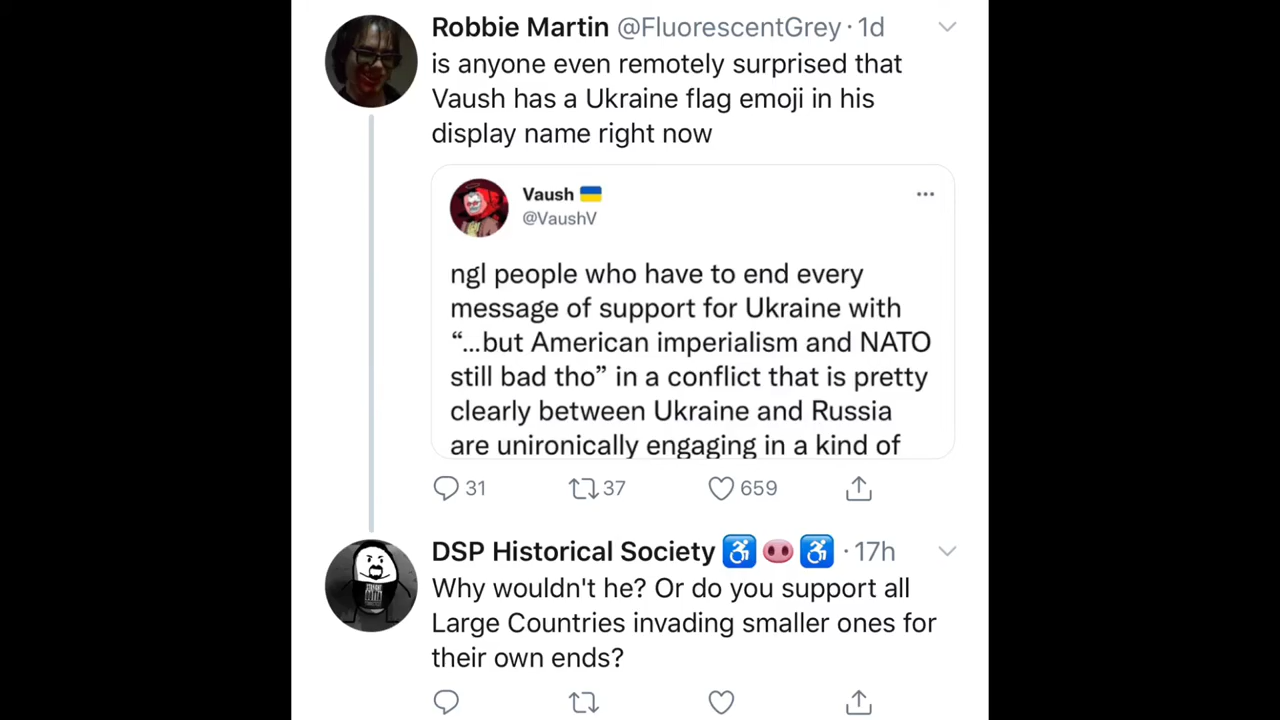 Robbie Martin @FluorescentGrey · 1d
is anyone even remotely surprised that
Vaush has a Ukraine flag emoji in his
display name right now
Vaush 🇺🇦
@VaushV
ngl people who have to end every
message of support for Ukraine with
“...but American imperialism and NATO
still bad tho” in a conflict that is pretty
clearly between Ukraine and Russia
are unironically engaging in a kind of
31 37 659
DSP Historical Society ♿🐽♿ · 17h
Why wouldn't he? Or do you support all
Large Countries invading smaller ones for
their own ends?